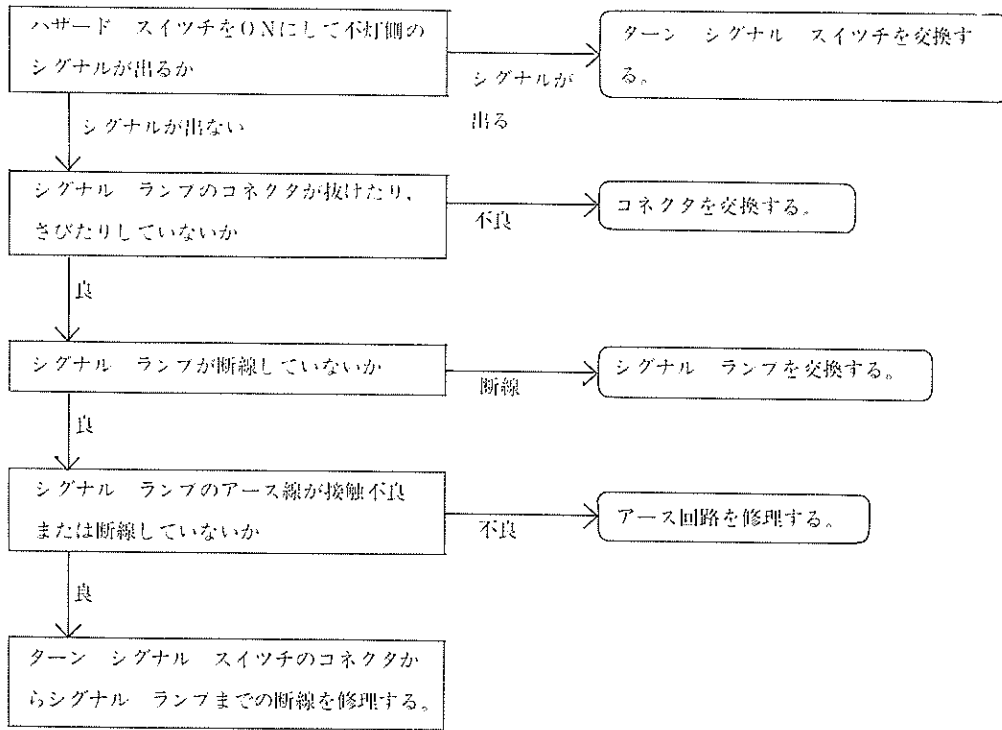 ハザード　スイツチをONにして不灯側の
シグナルが出るか
ターン　シグナル　スイツチを交換す
る。
シグナルが
出る
シグナルが出ない
シグナル　ランプのコネクタが抜けたり，
さびたりしていないか
不良
コネクタを交換する。
良
シグナル　ランプが断線していないか
断線
シグナル　ランプを交換する。
良
シグナル　ランプのアース線が接触不良
または断線していないか
不良
アース回路を修理する。
良
ターン　シグナル　スイツチのコネクタか
らシグナル　ランプまでの断線を修理する。